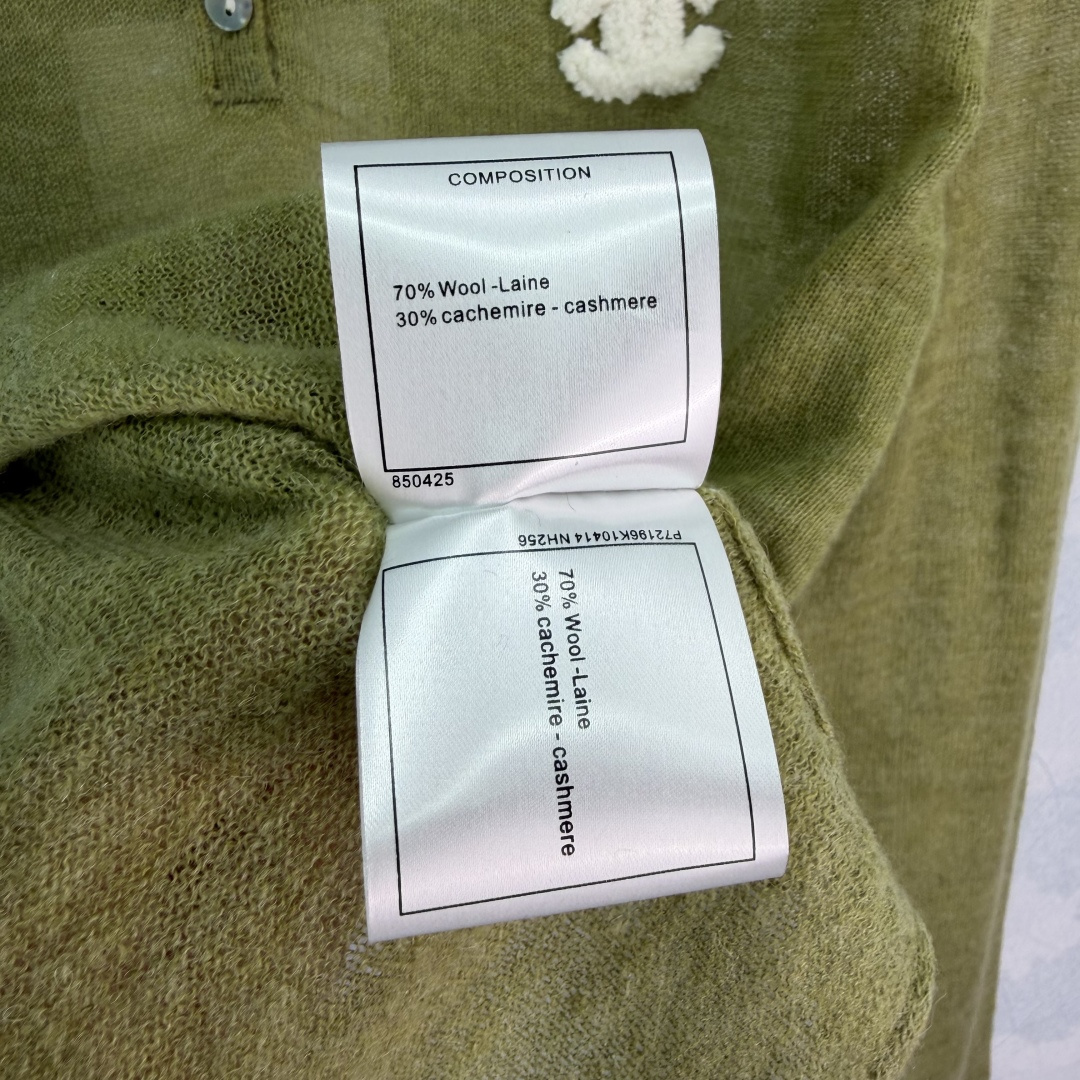 COMPOSITION
70% Wool -Laine
30% cachemire - cashmere
850425
P72196K10414 NH256
70% Wool -Laine
30% cachemire - cashmere